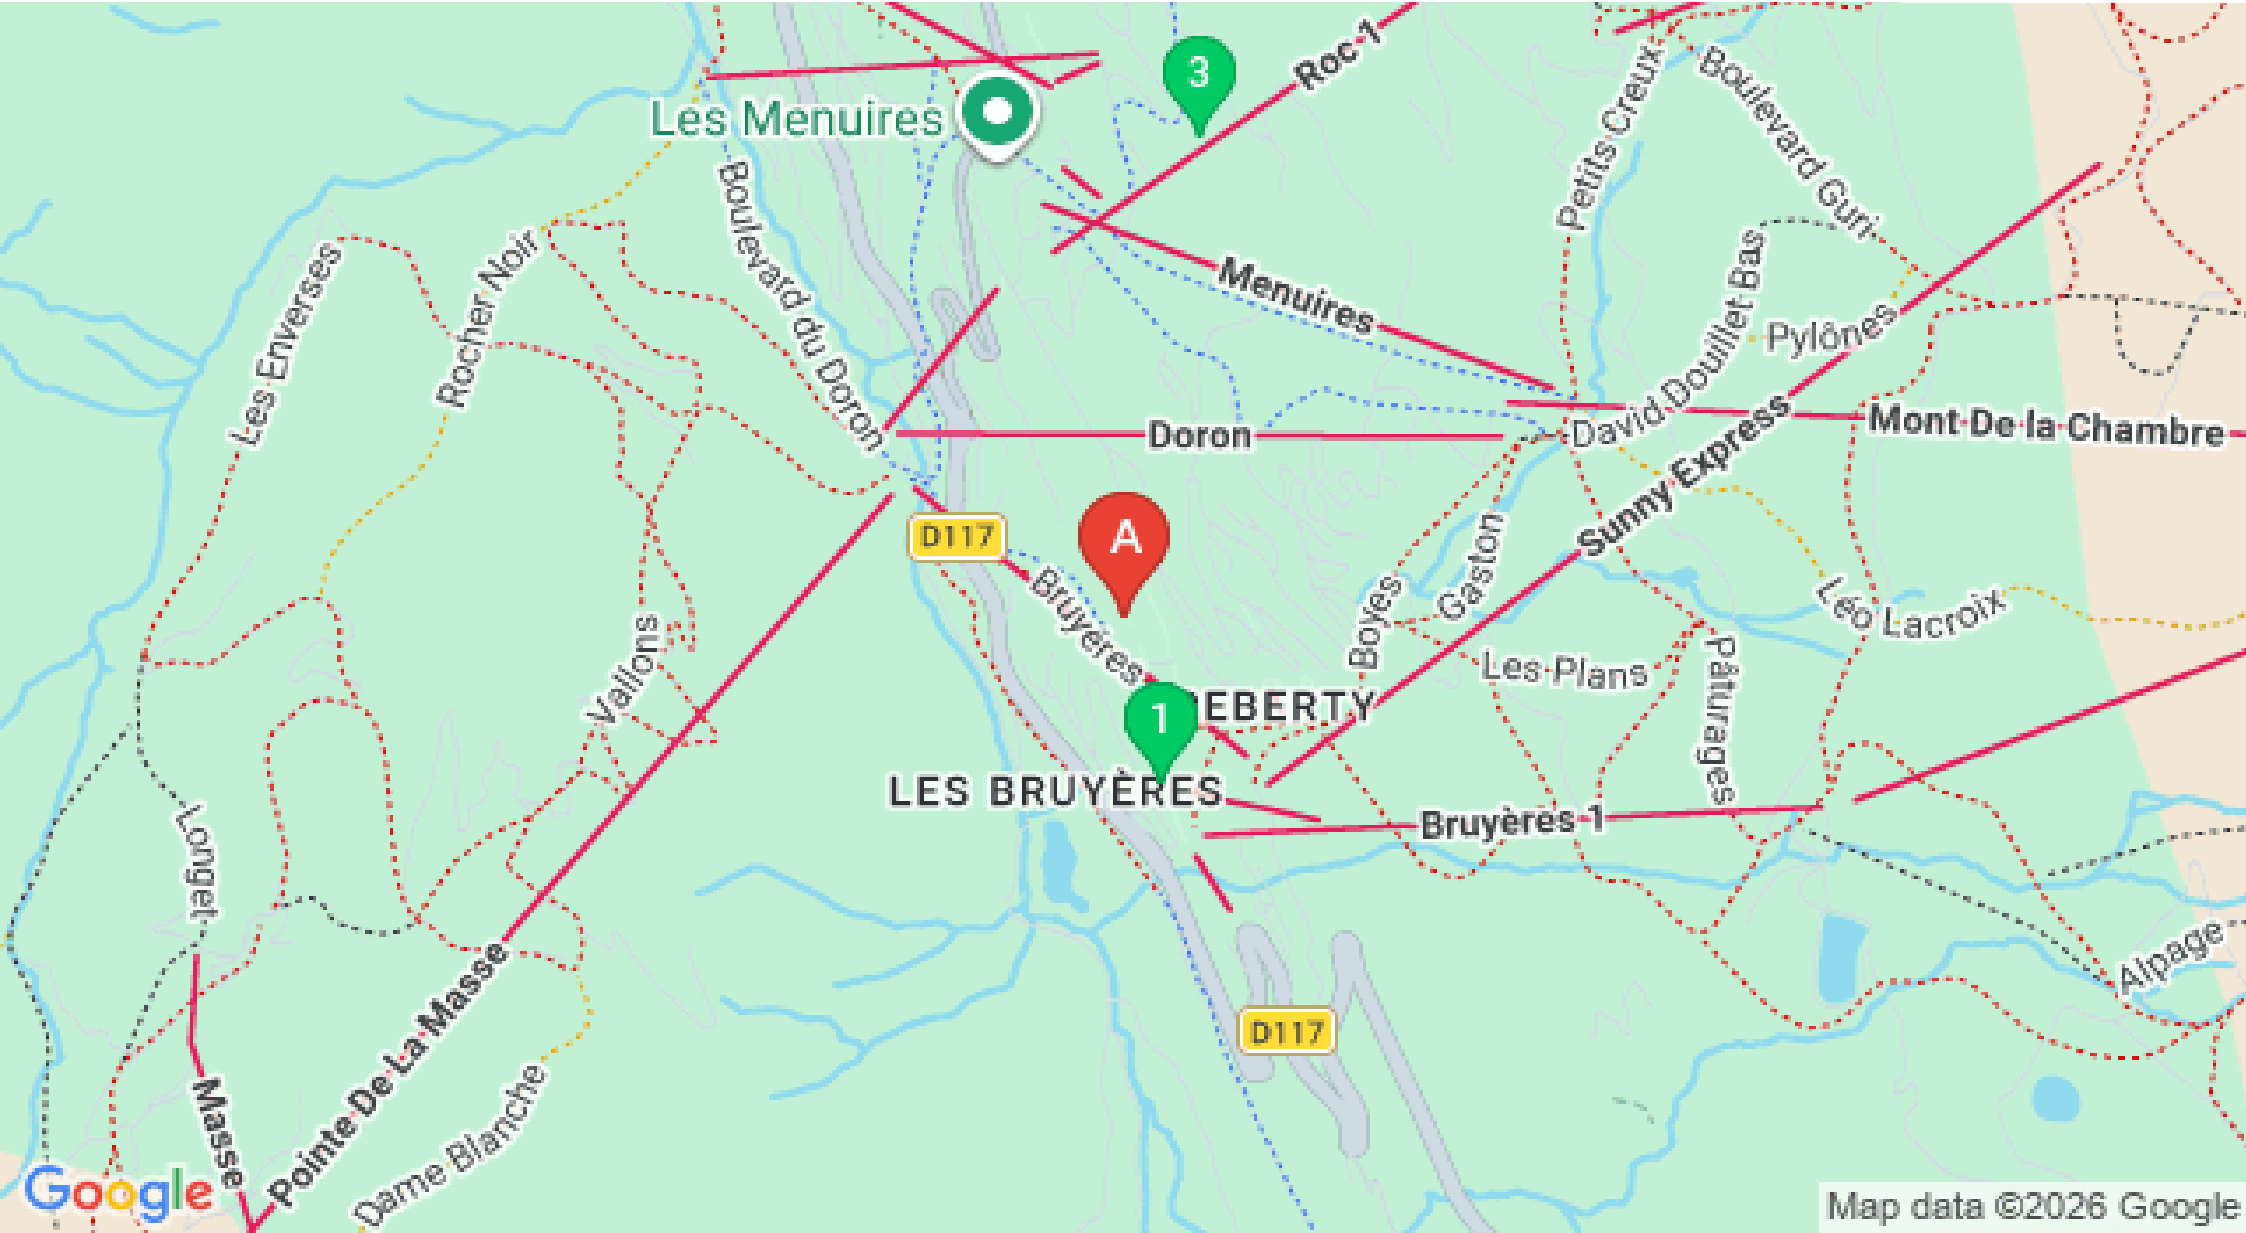 Roc 1
3
Les Menuires
Petits Creux
Boulevard Guri
Boulevard du Doron
Les Enverses
Rocher Noir
Menuires
David Douillet Bas
Pylônes
Doron
Mont De la Chambre
Sunny Express
D117
A
Bruyères
Gaston
Boyes
Léo Lacroix
Les Plans
Pâturages
Vallons
1
EBERTY
LES BRUYÈRES
Bruyères 1
Longet
Alpage
D117
Pointe De La Masse
Masse
Dame Blanche
Google
Map data ©2026 Google